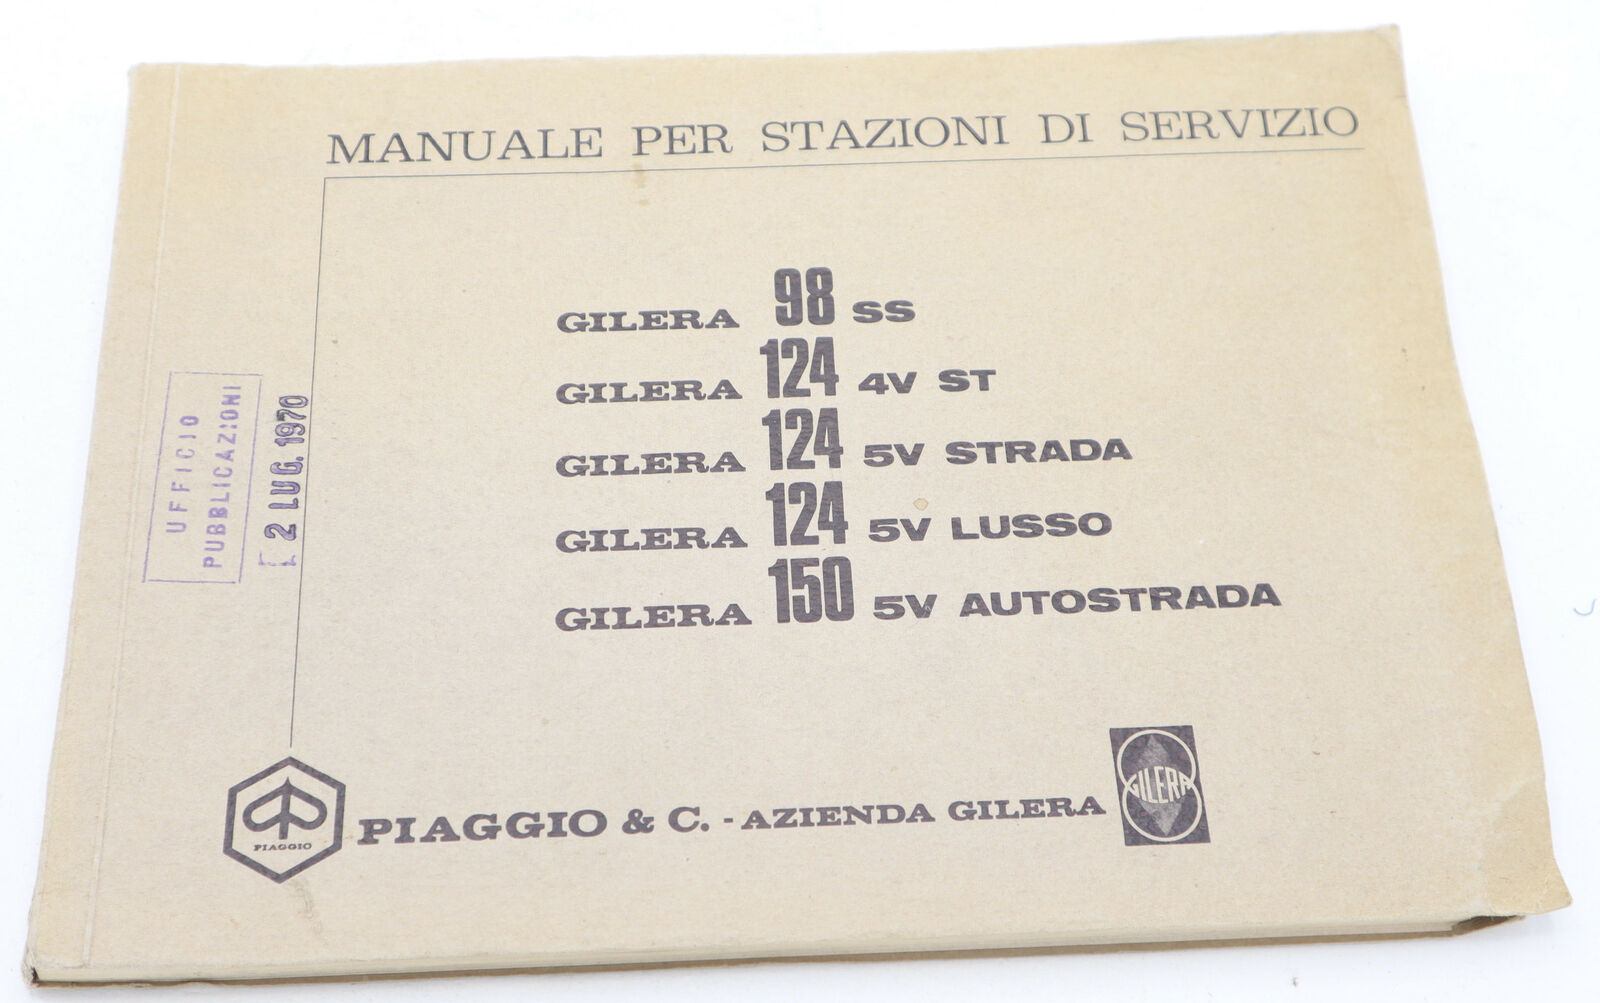 MANUALE PER STAZIONI DI SERVIZIO
GILERA 98 SS
GILERA 124 4V ST
GILERA 124 5V STRADA
GILERA 124 5V LUSSO
GILERA 150 5V AUTOSTRADA
UFFICIO
PUBBLICAZIONI
2 LUG. 1970
PIAGGIO
PIAGGIO & C. - AZIENDA GILERA
GILERA